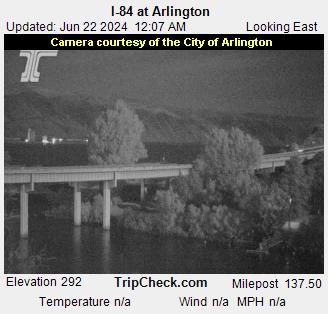 I-84 at Arlington
Updated: Jun 22 2024 12:07 AM Looking East
Camera courtesy of the City of Arlington
Elevation 292 TripCheck.com Milepost 137.50
Temperature n/a Wind n/a MPH n/a